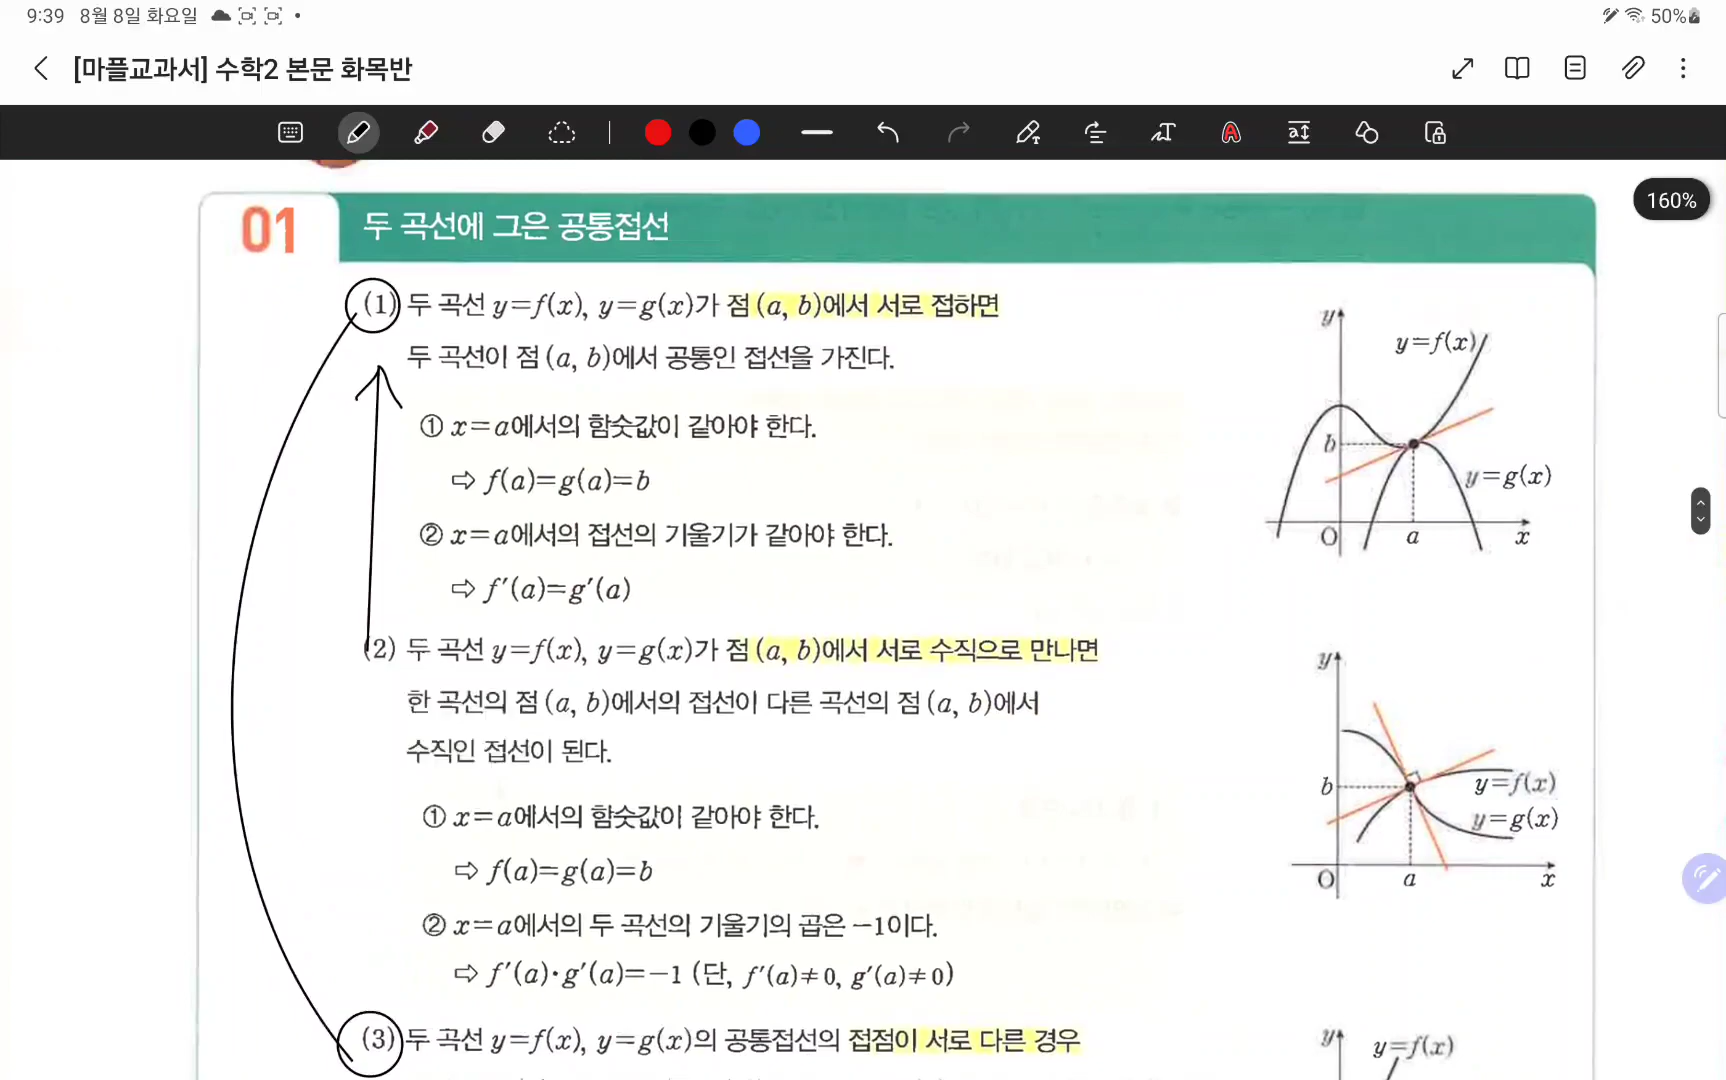 9:39 8월 8일 화요일
50%
[마플교과서] 수학2 본문 화목반
160%
01 두 곡선에 그은 공통접선
(1) 두 곡선 y=f(x), y=g(x)가 점 (a, b)에서 서로 접하면
두 곡선이 점 (a, b)에서 공통인 접선을 가진다.
① x=a에서의 함숫값이 같아야 한다.
⇨ f(a)=g(a)=b
② x=a에서의 접선의 기울기가 같아야 한다.
⇨ f′(a)=g′(a)
y
y=f(x)
b
y=g(x)
O a x
(2) 두 곡선 y=f(x), y=g(x)가 점 (a, b)에서 서로 수직으로 만나면
한 곡선의 점 (a, b)에서의 접선이 다른 곡선의 점 (a, b)에서
수직인 접선이 된다.
① x=a에서의 함숫값이 같아야 한다.
⇨ f(a)=g(a)=b
② x=a에서의 두 곡선의 기울기의 곱은 −1이다.
⇨ f′(a)·g′(a)=−1 (단, f′(a)≠0, g′(a)≠0)
y
b
y=f(x)
y=g(x)
O a x
(3) 두 곡선 y=f(x), y=g(x)의 공통접선의 접점이 서로 다른 경우
y
y=f(x)